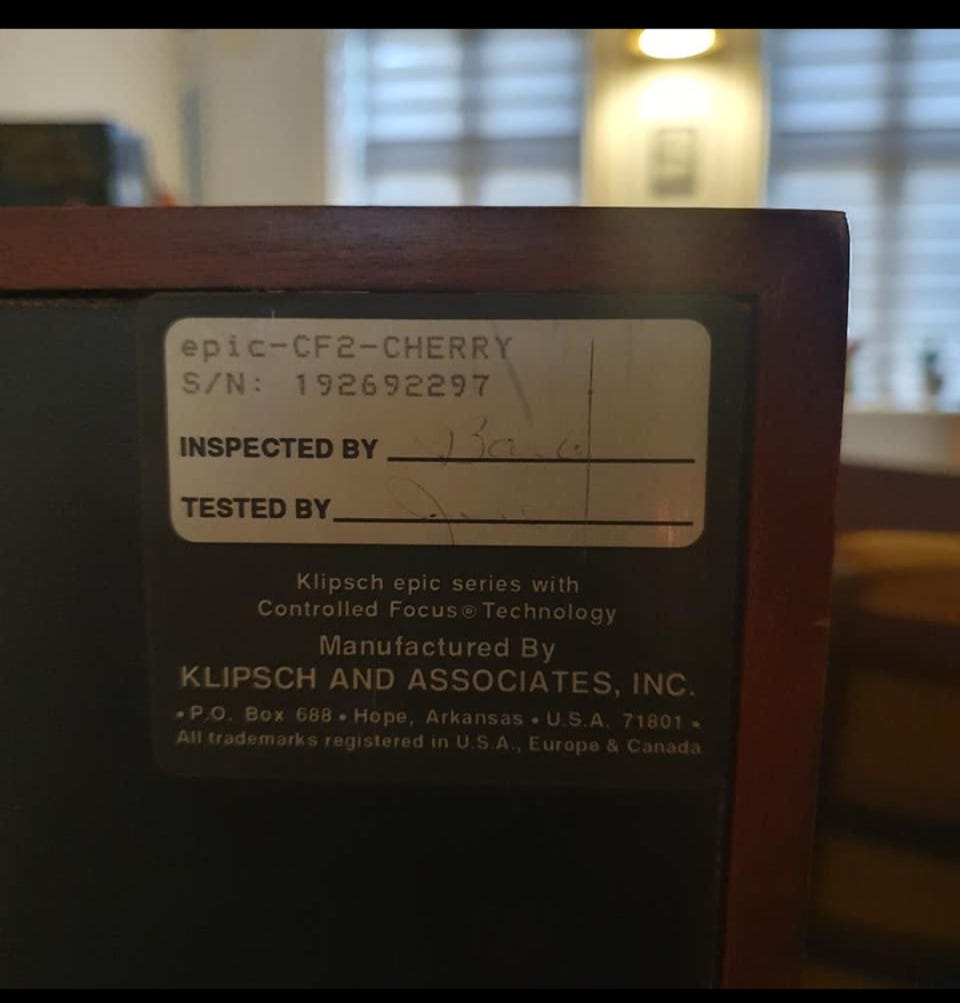 epic-CF2-CHERRY
S/N: 192692297
INSPECTED BY
TESTED BY
Klipsch epic series with
Controlled Focus® Technology
Manufactured By
KLIPSCH AND ASSOCIATES, INC.
• P.O. Box 688 • Hope, Arkansas • U.S.A. 71801 •
All trademarks registered in U.S.A., Europe & Canada